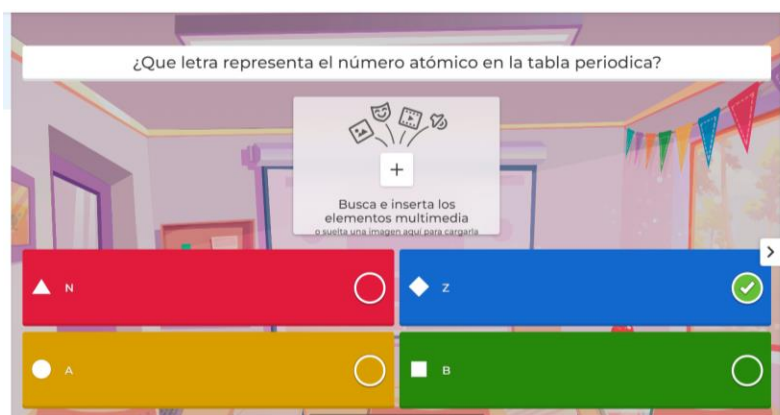 ¿Que letra representa el número atómico en la tabla periodica?
Busca e inserta los
elementos multimedia
o suelta una imagen aquí para cargarla
N
Z
A
B